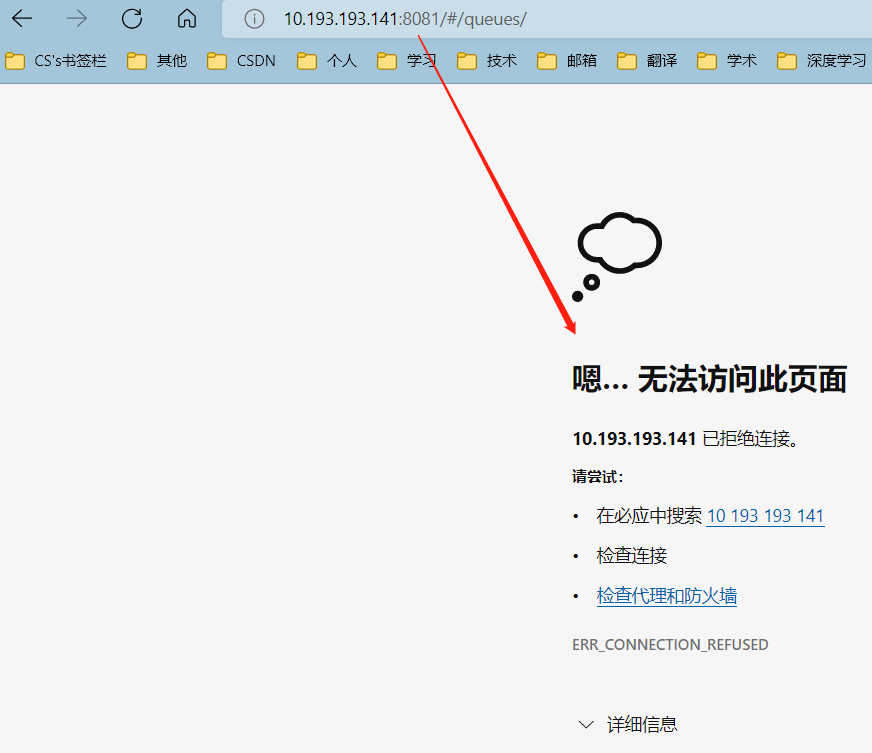 10.193.193.141:8081/#/queues/
CS's书签栏 其他 CSDN 个人 学习 技术 邮箱 翻译 学术 深度学习
嗯… 无法访问此页面
10.193.193.141 已拒绝连接。
请尝试:
• 在必应中搜索 10 193 193 141
• 检查连接
• 检查代理和防火墙
ERR_CONNECTION_REFUSED
详细信息